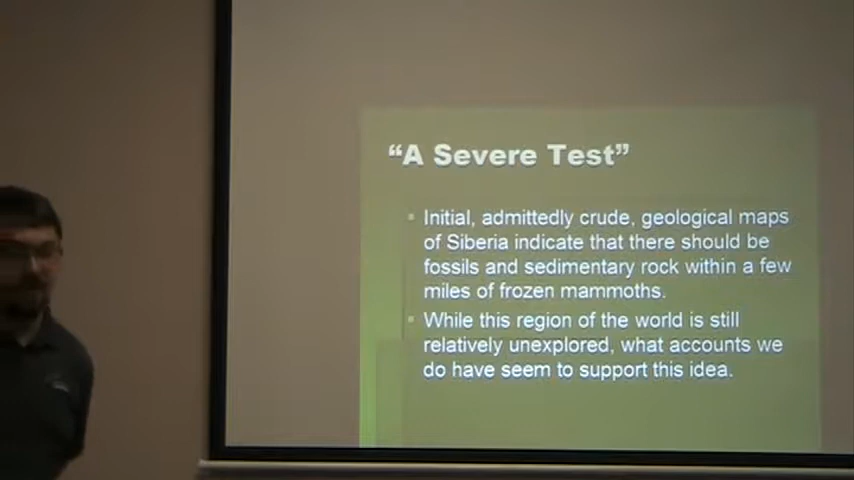 “A Severe Test”
Initial, admittedly crude, geological maps
of Siberia indicate that there should be
fossils and sedimentary rock within a few
miles of frozen mammoths.
While this region of the world is still
relatively unexplored, what accounts we
do have seem to support this idea.